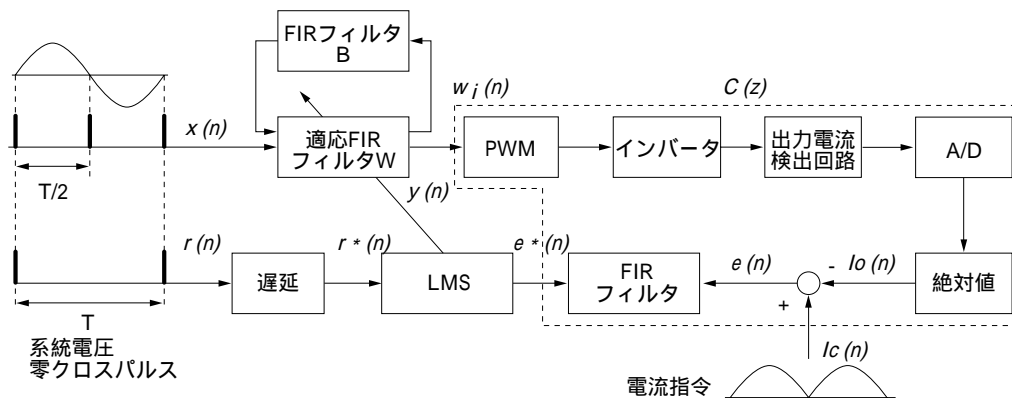 FIRフィルタ
B
w i (n)
C (z)
x (n)
適応FIR
フィルタW
PWM
インバータ
出力電流
検出回路
A/D
T/2
y (n)
r (n)
r * (n)
e * (n)
遅延
LMS
FIR
フィルタ
e (n)
-
Io (n)
絶対値
+
T
系統電圧
零クロスパルス
Ic (n)
電流指令